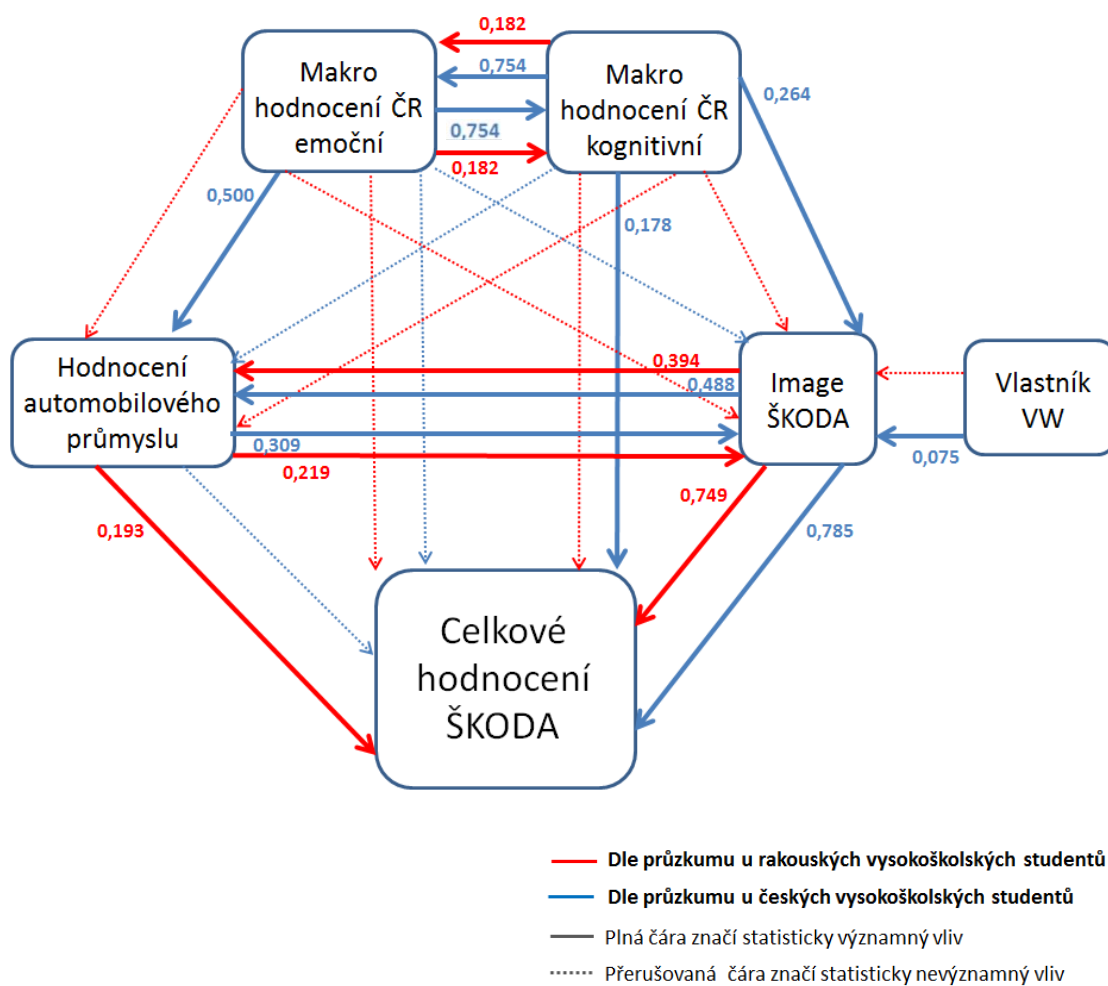 0,182
Makro
hodnocení ČR
emoční
0,754
Makro
hodnocení ČR
kognitivní
0,264
0,754
0,182
0,500
0,178
Hodnocení
automobilového
průmyslu
0,394
0,488
Image
ŠKODA
Vlastník
VW
0,309
0,219
0,075
0,193
0,749
0,785
Celkové
hodnocení
ŠKODA
Dle průzkumu u rakouských vysokoškolských studentů
Dle průzkumu u českých vysokoškolských studentů
Plná čára značí statisticky významný vliv
Přerušovaná čára značí statisticky nevýznamný vliv